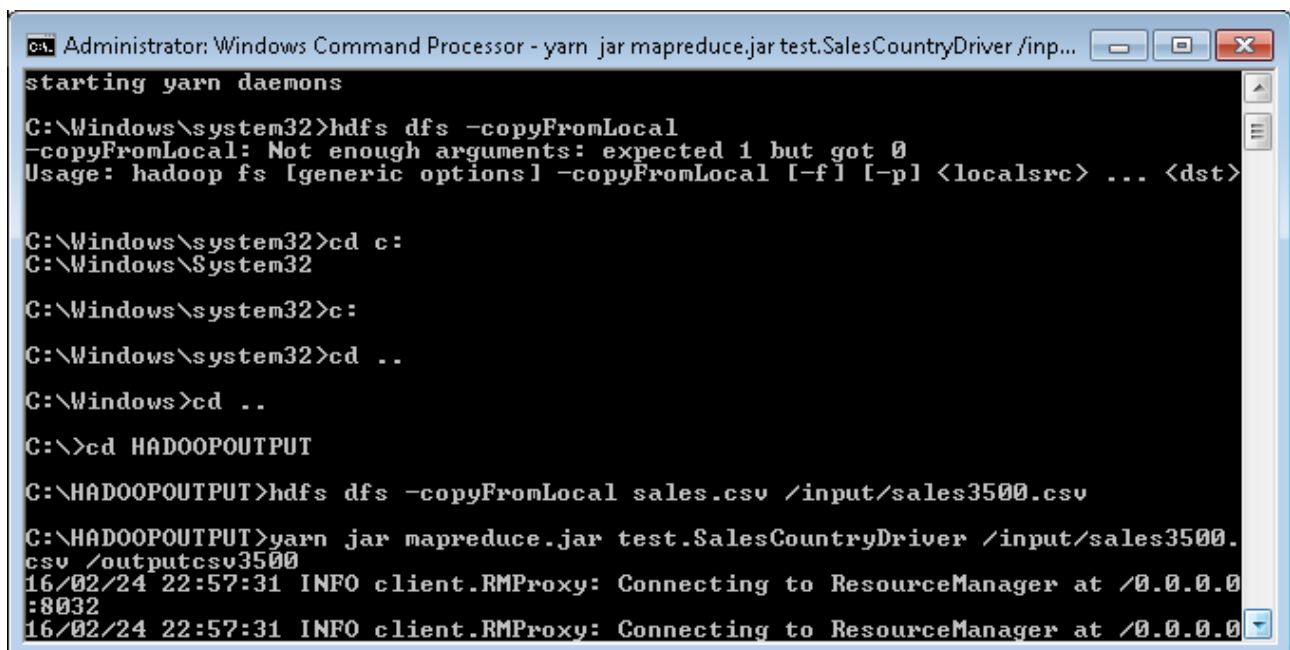 Administrator: Windows Command Processor - yarn jar mapreduce.jar test.SalesCountryDriver /inp...
starting yarn daemons
C:\Windows\system32>hdfs dfs -copyFromLocal
-copyFromLocal: Not enough arguments: expected 1 but got 0
Usage: hadoop fs [generic options] -copyFromLocal [-f] [-p] <localsrc> ... <dst>
C:\Windows\system32>cd c:
C:\Windows\System32
C:\Windows\system32>c:
C:\Windows\system32>cd ..
C:\Windows>cd ..
C:\>cd HADOOPOUTPUT
C:\HADOOPOUTPUT>hdfs dfs -copyFromLocal sales.csv /input/sales3500.csv
C:\HADOOPOUTPUT>yarn jar mapreduce.jar test.SalesCountryDriver /input/sales3500.
csv /outputcsv3500
16/02/24 22:57:31 INFO client.RMProxy: Connecting to ResourceManager at /0.0.0.0
:8032
16/02/24 22:57:31 INFO client.RMProxy: Connecting to ResourceManager at /0.0.0.0